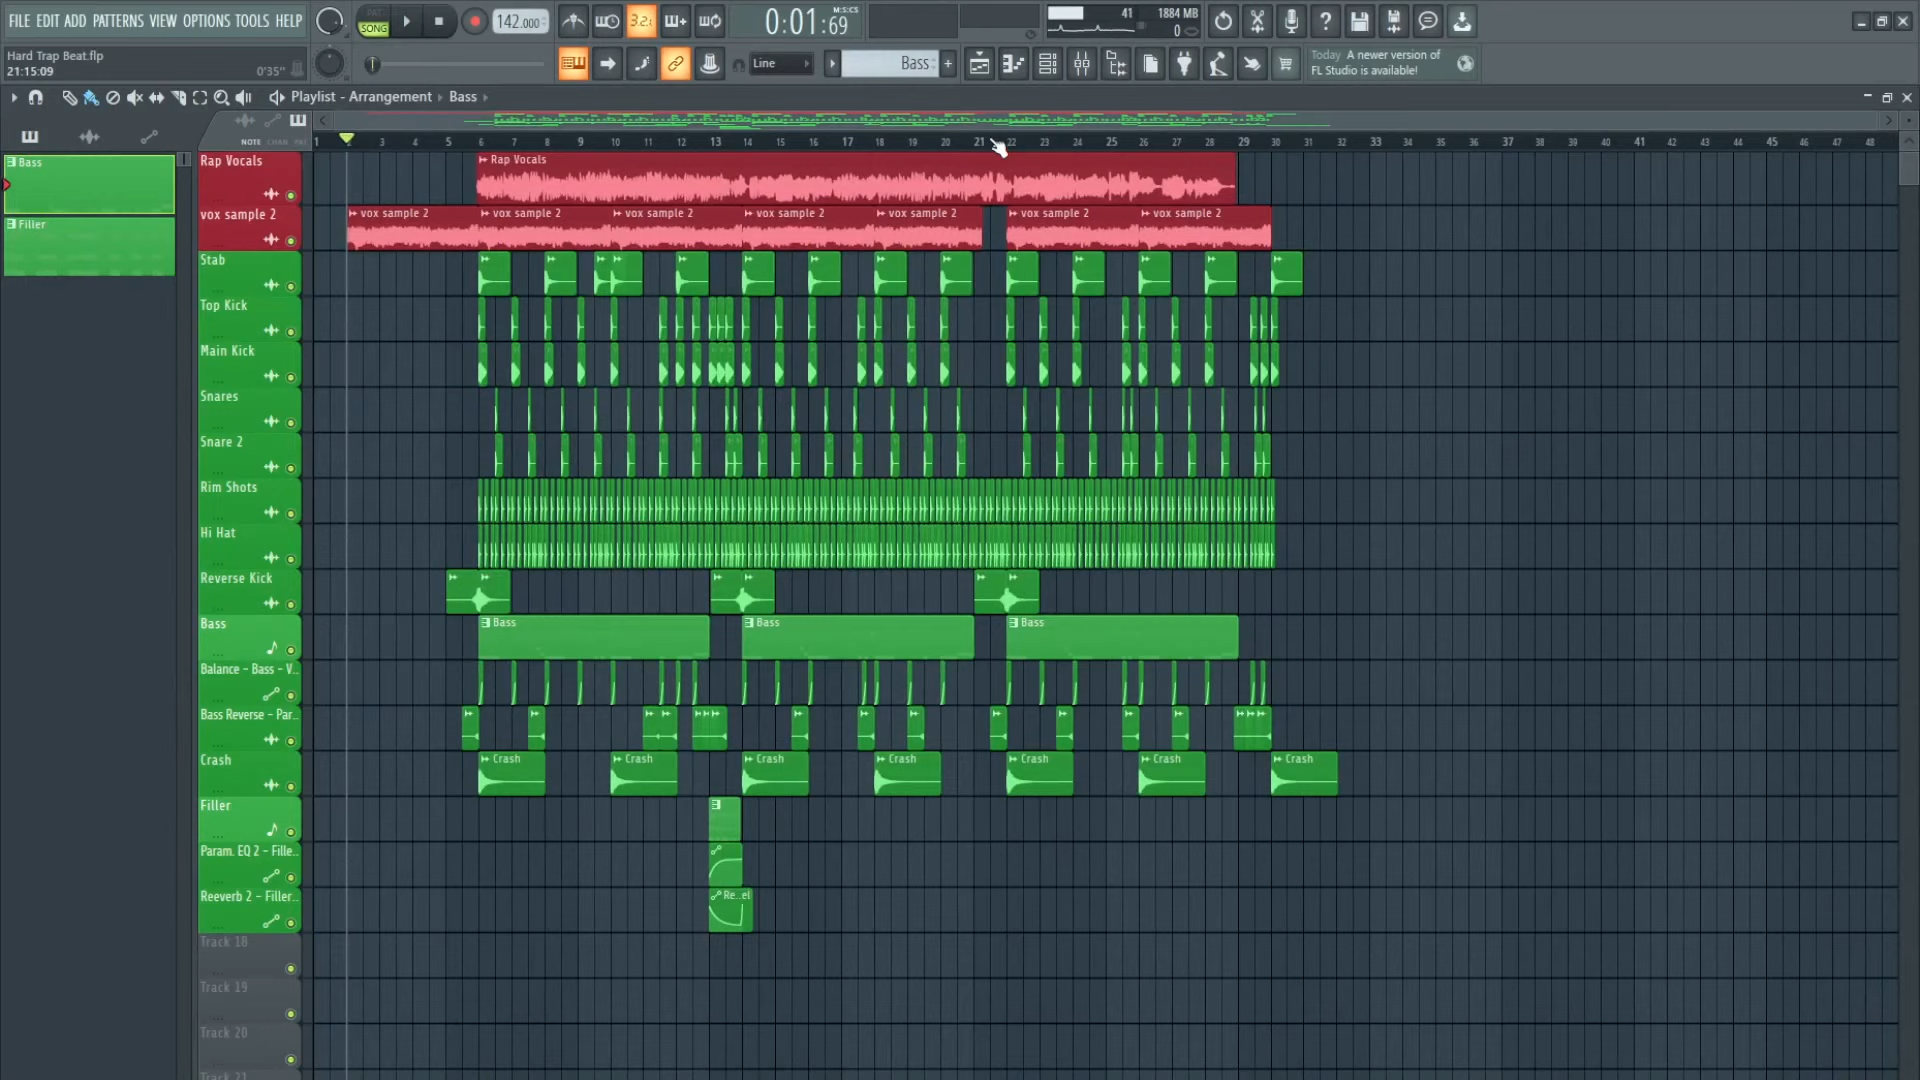 FILE EDIT ADD PATTERNS VIEW OPTIONS TOOLS HELP
PAT
SONG
142.000
3.2.
0:01:69
M:S:CS
41
1884 MB
0
Hard Trap Beat.flp
21:15:09
0'35"
Line
Bass
Today A newer version of
FL Studio is available!
Playlist - Arrangement › Bass ›
NOTE CHAN PAT
1 3 4 5 6 7 8 9 10 11 12 13 14 15 16 17 18 19 20 21 22 23 24 25 26 27 28 29 30 31 32 33 34 35 36 37 38 39 40 41 42 43 44 45 46 47 48
Bass
Filler
Rap Vocals
Rap Vocals
vox sample 2
vox sample 2 vox sample 2 vox sample 2 vox sample 2 vox sample 2 vox sample 2 vox sample 2
Stab
Top Kick
Main Kick
Snares
Snare 2
Rim Shots
Hi Hat
Reverse Kick
Bass
Bass Bass Bass
Balance - Bass - V..
Bass Reverse - Par..
Crash
Crash Crash Crash Crash Crash Crash Crash
Filler
Param. EQ 2 - Fille..
Reeverb 2 - Filler..
Re..el
Track 18
Track 19
Track 20
Track 21